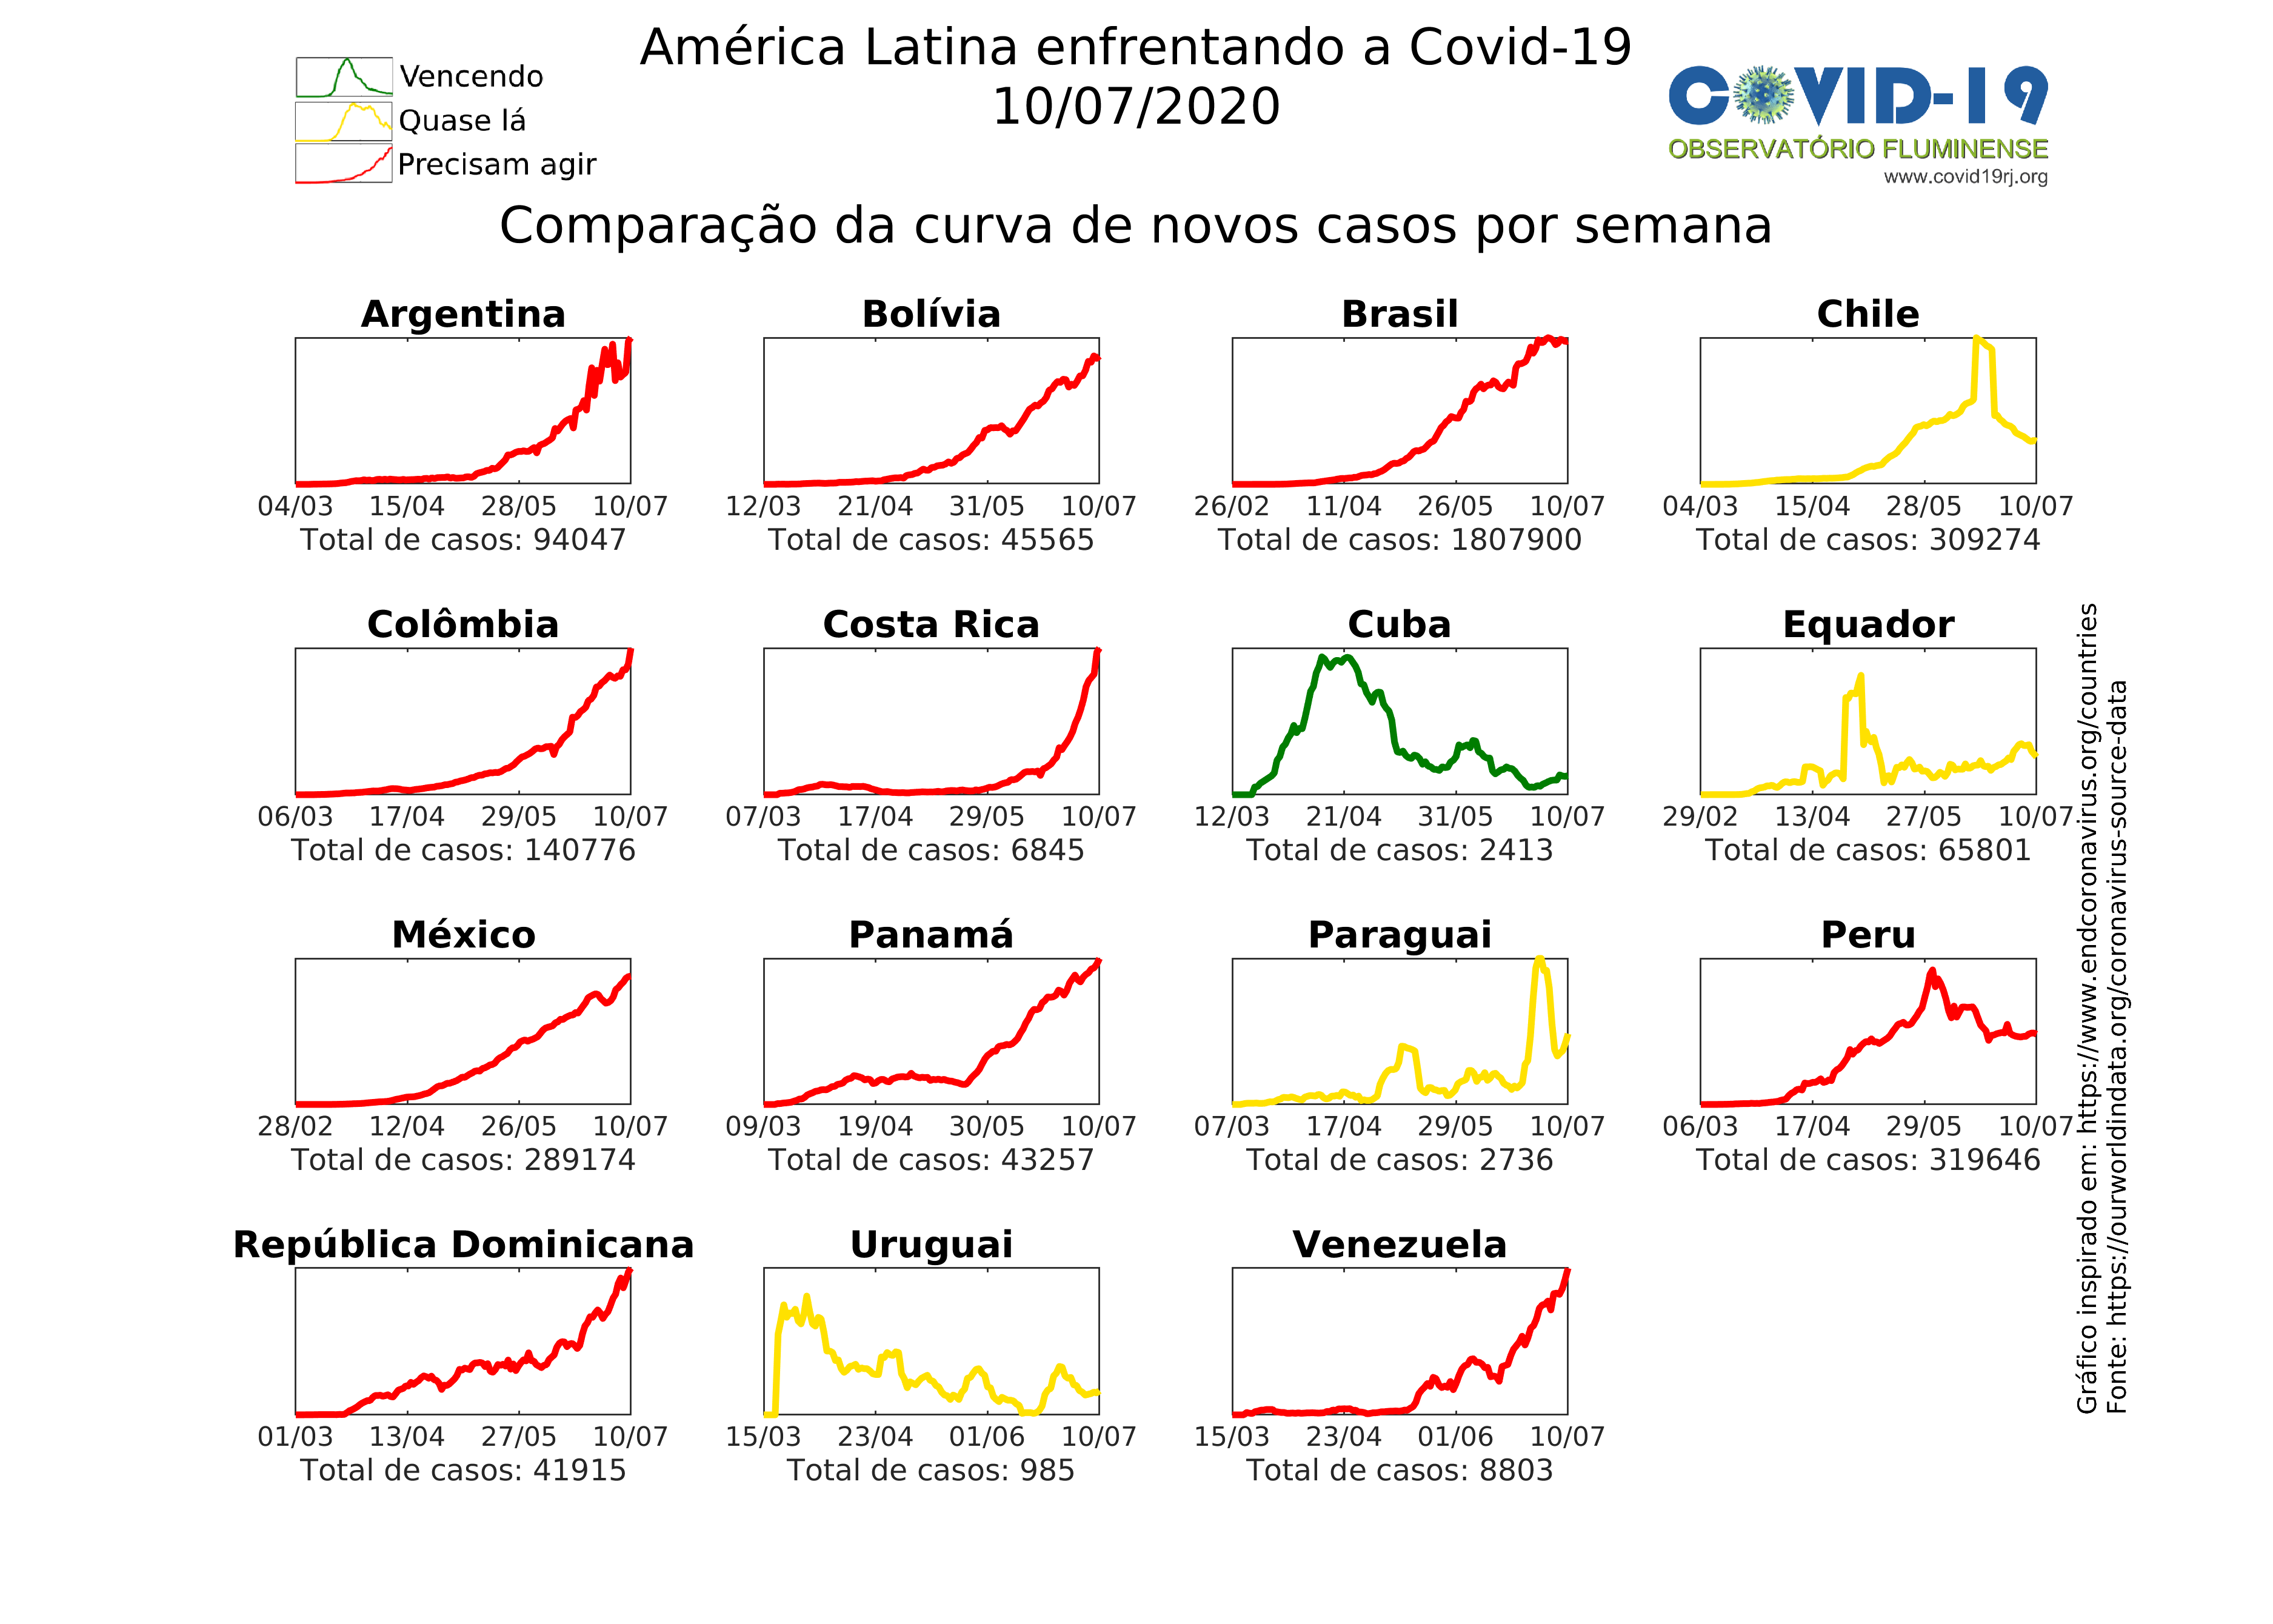 América Latina enfrentando a Covid-19
10/07/2020
Vencendo
Quase lá
Precisam agir
COVID-19
OBSERVATÓRIO FLUMINENSE
www.covid19rj.org
Comparação da curva de novos casos por semana
Argentina
04/03 15/04 28/05 10/07
Total de casos: 94047
Bolívia
12/03 21/04 31/05 10/07
Total de casos: 45565
Brasil
26/02 11/04 26/05 10/07
Total de casos: 1807900
Chile
04/03 15/04 28/05 10/07
Total de casos: 309274
Colômbia
06/03 17/04 29/05 10/07
Total de casos: 140776
Costa Rica
07/03 17/04 29/05 10/07
Total de casos: 6845
Cuba
12/03 21/04 31/05 10/07
Total de casos: 2413
Equador
29/02 13/04 27/05 10/07
Total de casos: 65801
México
28/02 12/04 26/05 10/07
Total de casos: 289174
Panamá
09/03 19/04 30/05 10/07
Total de casos: 43257
Paraguai
07/03 17/04 29/05 10/07
Total de casos: 2736
Peru
06/03 17/04 29/05 10/07
Total de casos: 319646
República Dominicana
01/03 13/04 27/05 10/07
Total de casos: 41915
Uruguai
15/03 23/04 01/06 10/07
Total de casos: 985
Venezuela
15/03 23/04 01/06 10/07
Total de casos: 8803
Gráfico inspirado em: https://www.endcoronavirus.org/countries
Fonte: https://ourworldindata.org/coronavirus-source-data